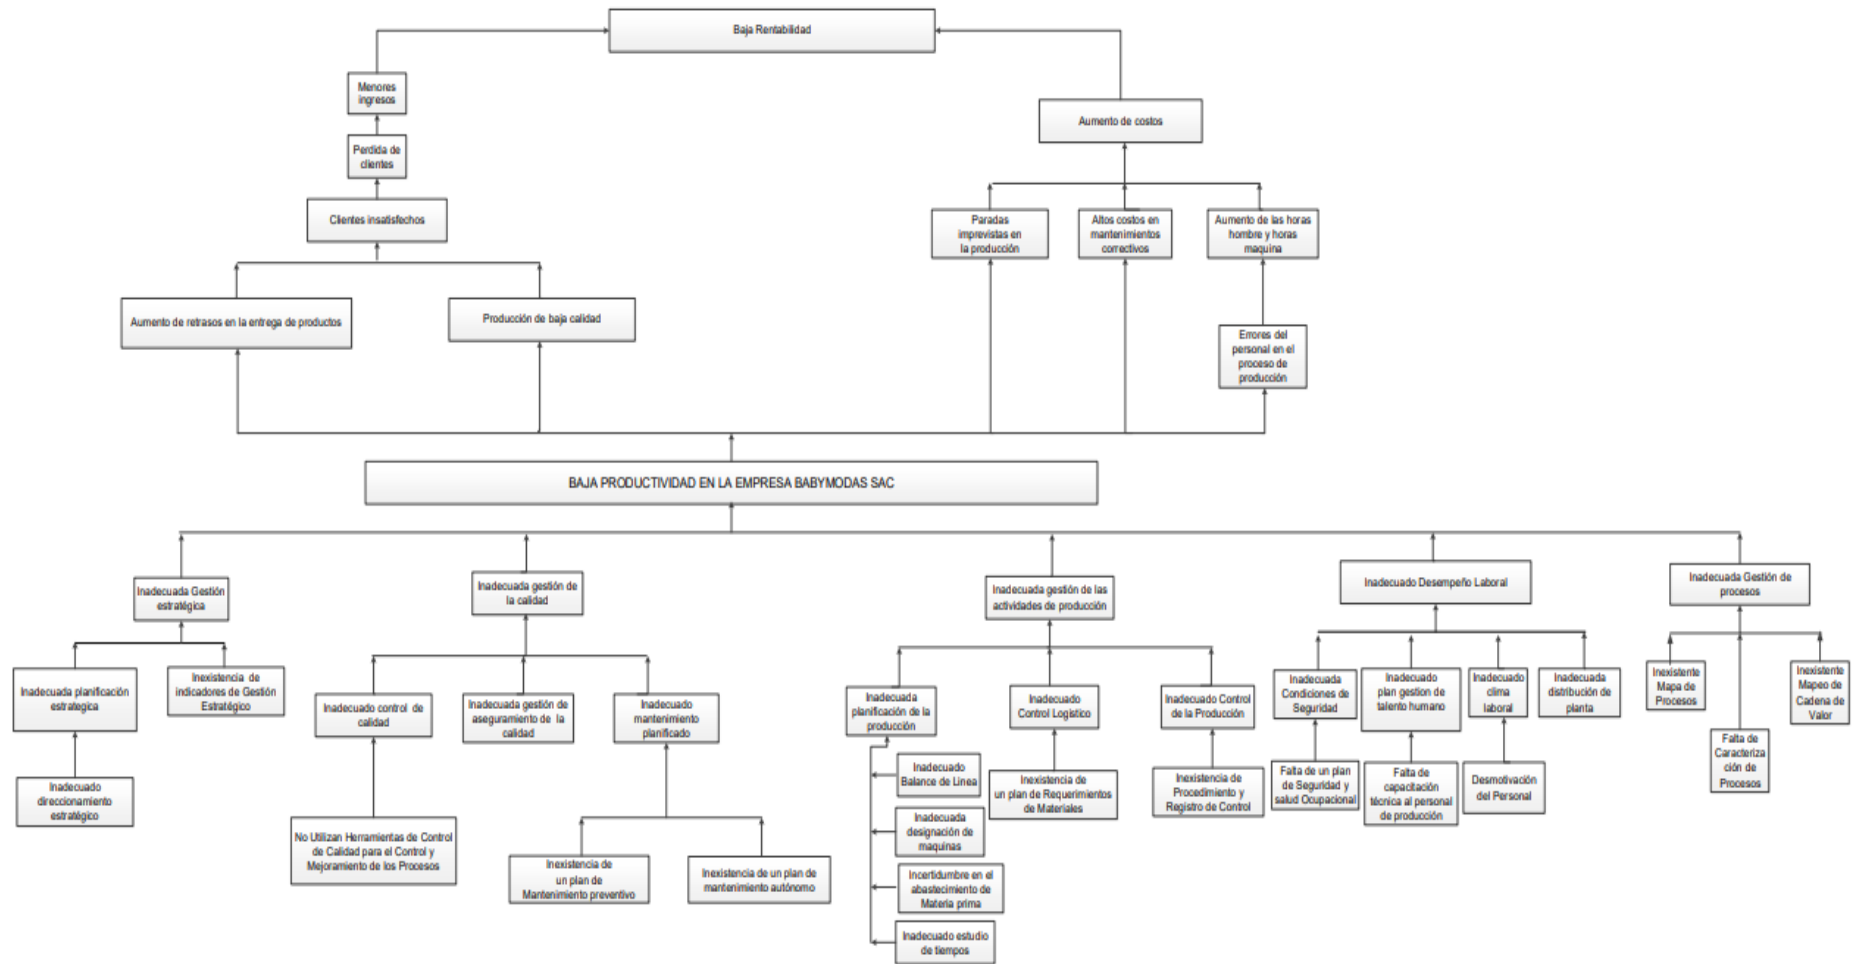 Baja Rentabilidad
Menores
ingresos
Aumento de costos
Perdida de
clientes
Clientes insatisfechos
Paradas
imprevistas en
la producción
Altos costos en
mantenimientos
correctivos
Aumento de las horas
hombre y horas
maquina
Aumento de retrasos en la entrega de productos
Producción de baja calidad
Errores del
personal en el
proceso de
producción
BAJA PRODUCTIVIDAD EN LA EMPRESA BABYMODAS SAC
Inadecuada Gestión
estratégica
Inadecuada gestión de
la calidad
Inadecuada gestión de las
actividades de producción
Inadecuado Desempeño Laboral
Inadecuada Gestión de
procesos
Inadecuada planificación
estrategica
Inexistencia de
indicadores de Gestión
Estratégico
Inadecuado control de
calidad
Inadecuada gestión de
aseguramiento de la
calidad
Inadecuado
mantenimiento
planificado
Inadecuada
planificación de la
producción
Inadecuado
Control Logístico
Inadecuado Control
de la Producción
Inadecuada
Condiciones de
Seguridad
Inadecuado
plan gestion de
talento humano
Inadecuado
clima
laboral
Inadecuada
distribución de
planta
Inexistente
Mapa de
Procesos
Inexistente
Mapeo de
Cadena de
Valor
Falta de
Caracteriza
ción de
Procesos
Inadecuado
direccionamiento
estratégico
No Utilizan Herramientas de Control
de Calidad para el Control y
Mejoramiento de los Procesos
Inexistencia de
un plan de
Mantenimiento preventivo
Inexistencia de un plan de
mantenimiento autónomo
Inadecuado
Balance de Linea
Inadecuada
designación de
maquinas
Incertidumbre en el
abastecimiento de
Materia prima
Inadecuado estudio
de tiempos
Inexistencia de
un plan de Requerimientos
de Materiales
Inexistencia de
Procedimiento y
Registro de Control
Falta de un plan
de Seguridad y
salud Ocupacional
Falta de
capacitación
técnica al personal
de producción
Desmotivación
del Personal